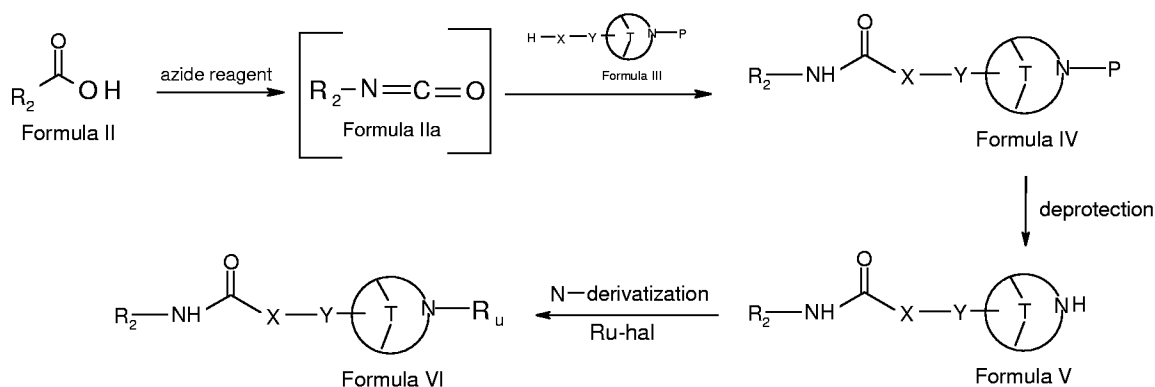 O
R2 OH
Formula II
azide reagent
R2-N=C=O
Formula IIa
H-X-Y T N-P
Formula III
O
R2-NH X-Y T N-P
Formula IV
deprotection
O
R2-NH X-Y T NH
Formula V
N-derivatization
Ru-hal
O
R2-NH X-Y T N-Ru
Formula VI